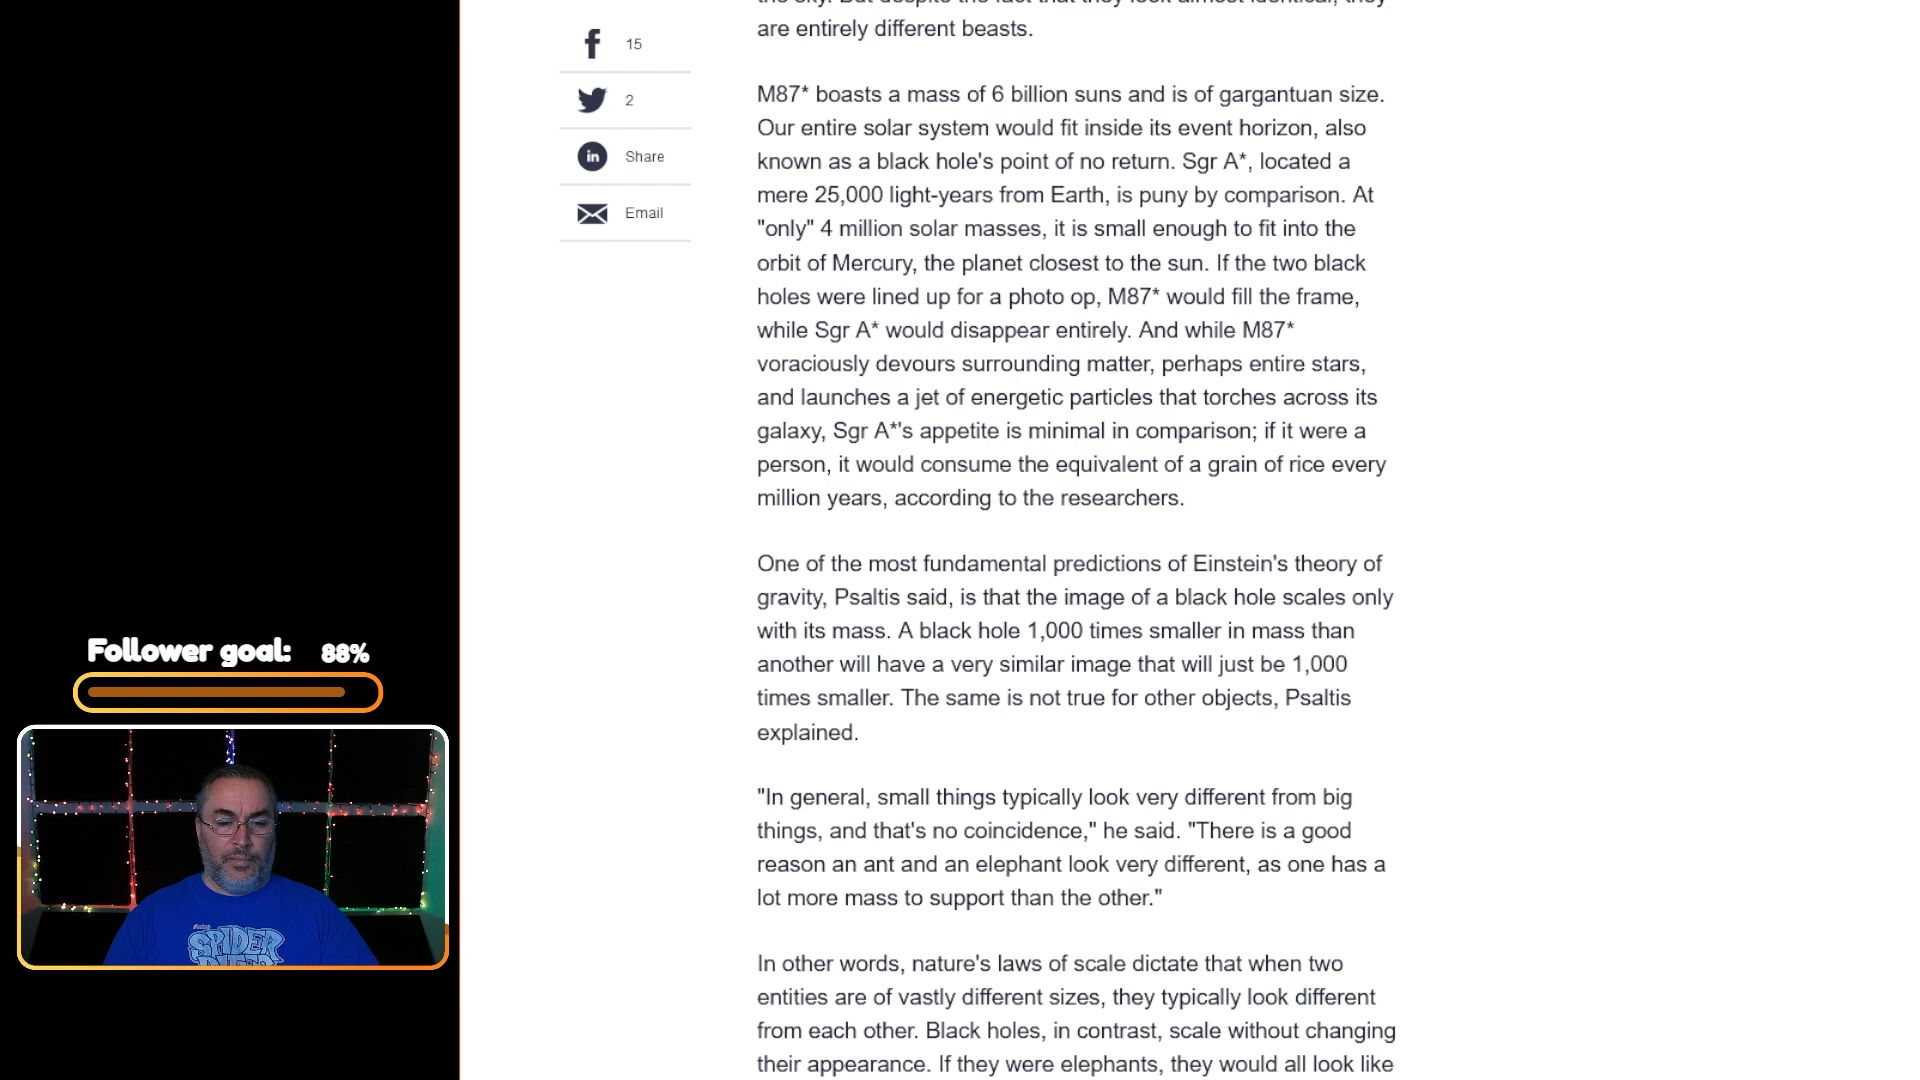 the sky. But despite the fact that they look almost identical, they
are entirely different beasts.
15
2
Share
Email
M87* boasts a mass of 6 billion suns and is of gargantuan size.
Our entire solar system would fit inside its event horizon, also
known as a black hole's point of no return. Sgr A*, located a
mere 25,000 light-years from Earth, is puny by comparison. At
"only" 4 million solar masses, it is small enough to fit into the
orbit of Mercury, the planet closest to the sun. If the two black
holes were lined up for a photo op, M87* would fill the frame,
while Sgr A* would disappear entirely. And while M87*
voraciously devours surrounding matter, perhaps entire stars,
and launches a jet of energetic particles that torches across its
galaxy, Sgr A*'s appetite is minimal in comparison; if it were a
person, it would consume the equivalent of a grain of rice every
million years, according to the researchers.
One of the most fundamental predictions of Einstein's theory of
gravity, Psaltis said, is that the image of a black hole scales only
with its mass. A black hole 1,000 times smaller in mass than
another will have a very similar image that will just be 1,000
times smaller. The same is not true for other objects, Psaltis
explained.
"In general, small things typically look very different from big
things, and that's no coincidence," he said. "There is a good
reason an ant and an elephant look very different, as one has a
lot more mass to support than the other."
In other words, nature's laws of scale dictate that when two
entities are of vastly different sizes, they typically look different
from each other. Black holes, in contrast, scale without changing
their appearance. If they were elephants, they would all look like
Follower goal: 88%
SPIDER